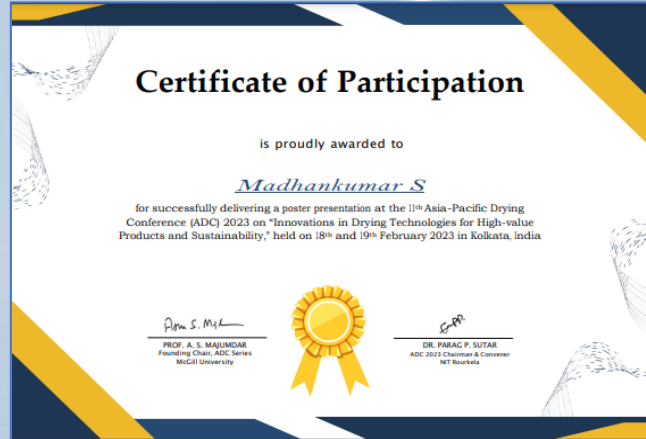 Certificate of Participation
is proudly awarded to
Madhankumar S
for successfully delivering a poster presentation at the 11th Asia-Pacific Drying
Conference (ADC) 2023 on "Innovations in Drying Technologies for High-value
Products and Sustainability," held on 18th and 19th February 2023 in Kolkata, India
PROF. A. S. MAJUMDAR
Founding Chair, ADC Series
McGill University
DR. PARAG P. SUTAR
ADC 2023 Chairman & Convener
NIT Rourkela